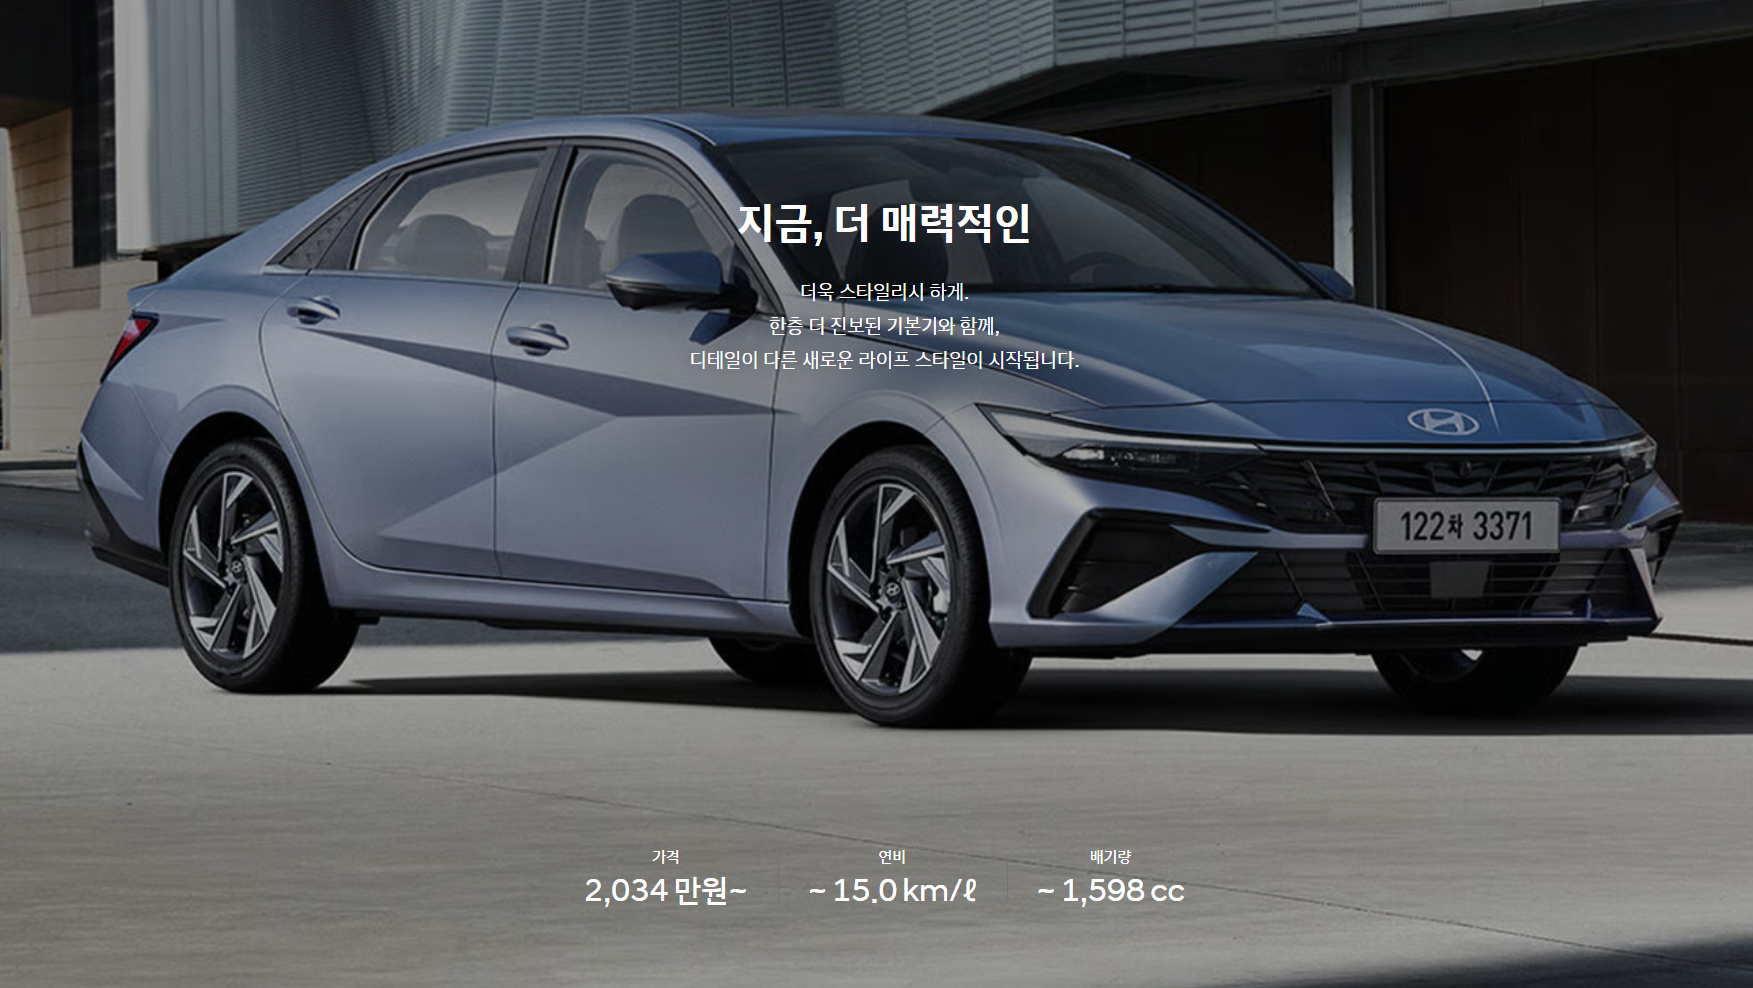 지금, 더 매력적인
더욱 스타일리시 하게.
한층 더 진보된 기본기와 함께,
디테일이 다른 새로운 라이프 스타일이 시작됩니다.
122차 3371
가격 연비 배기량
2,034 만원~ ~ 15.0 km/ℓ ~ 1,598 cc